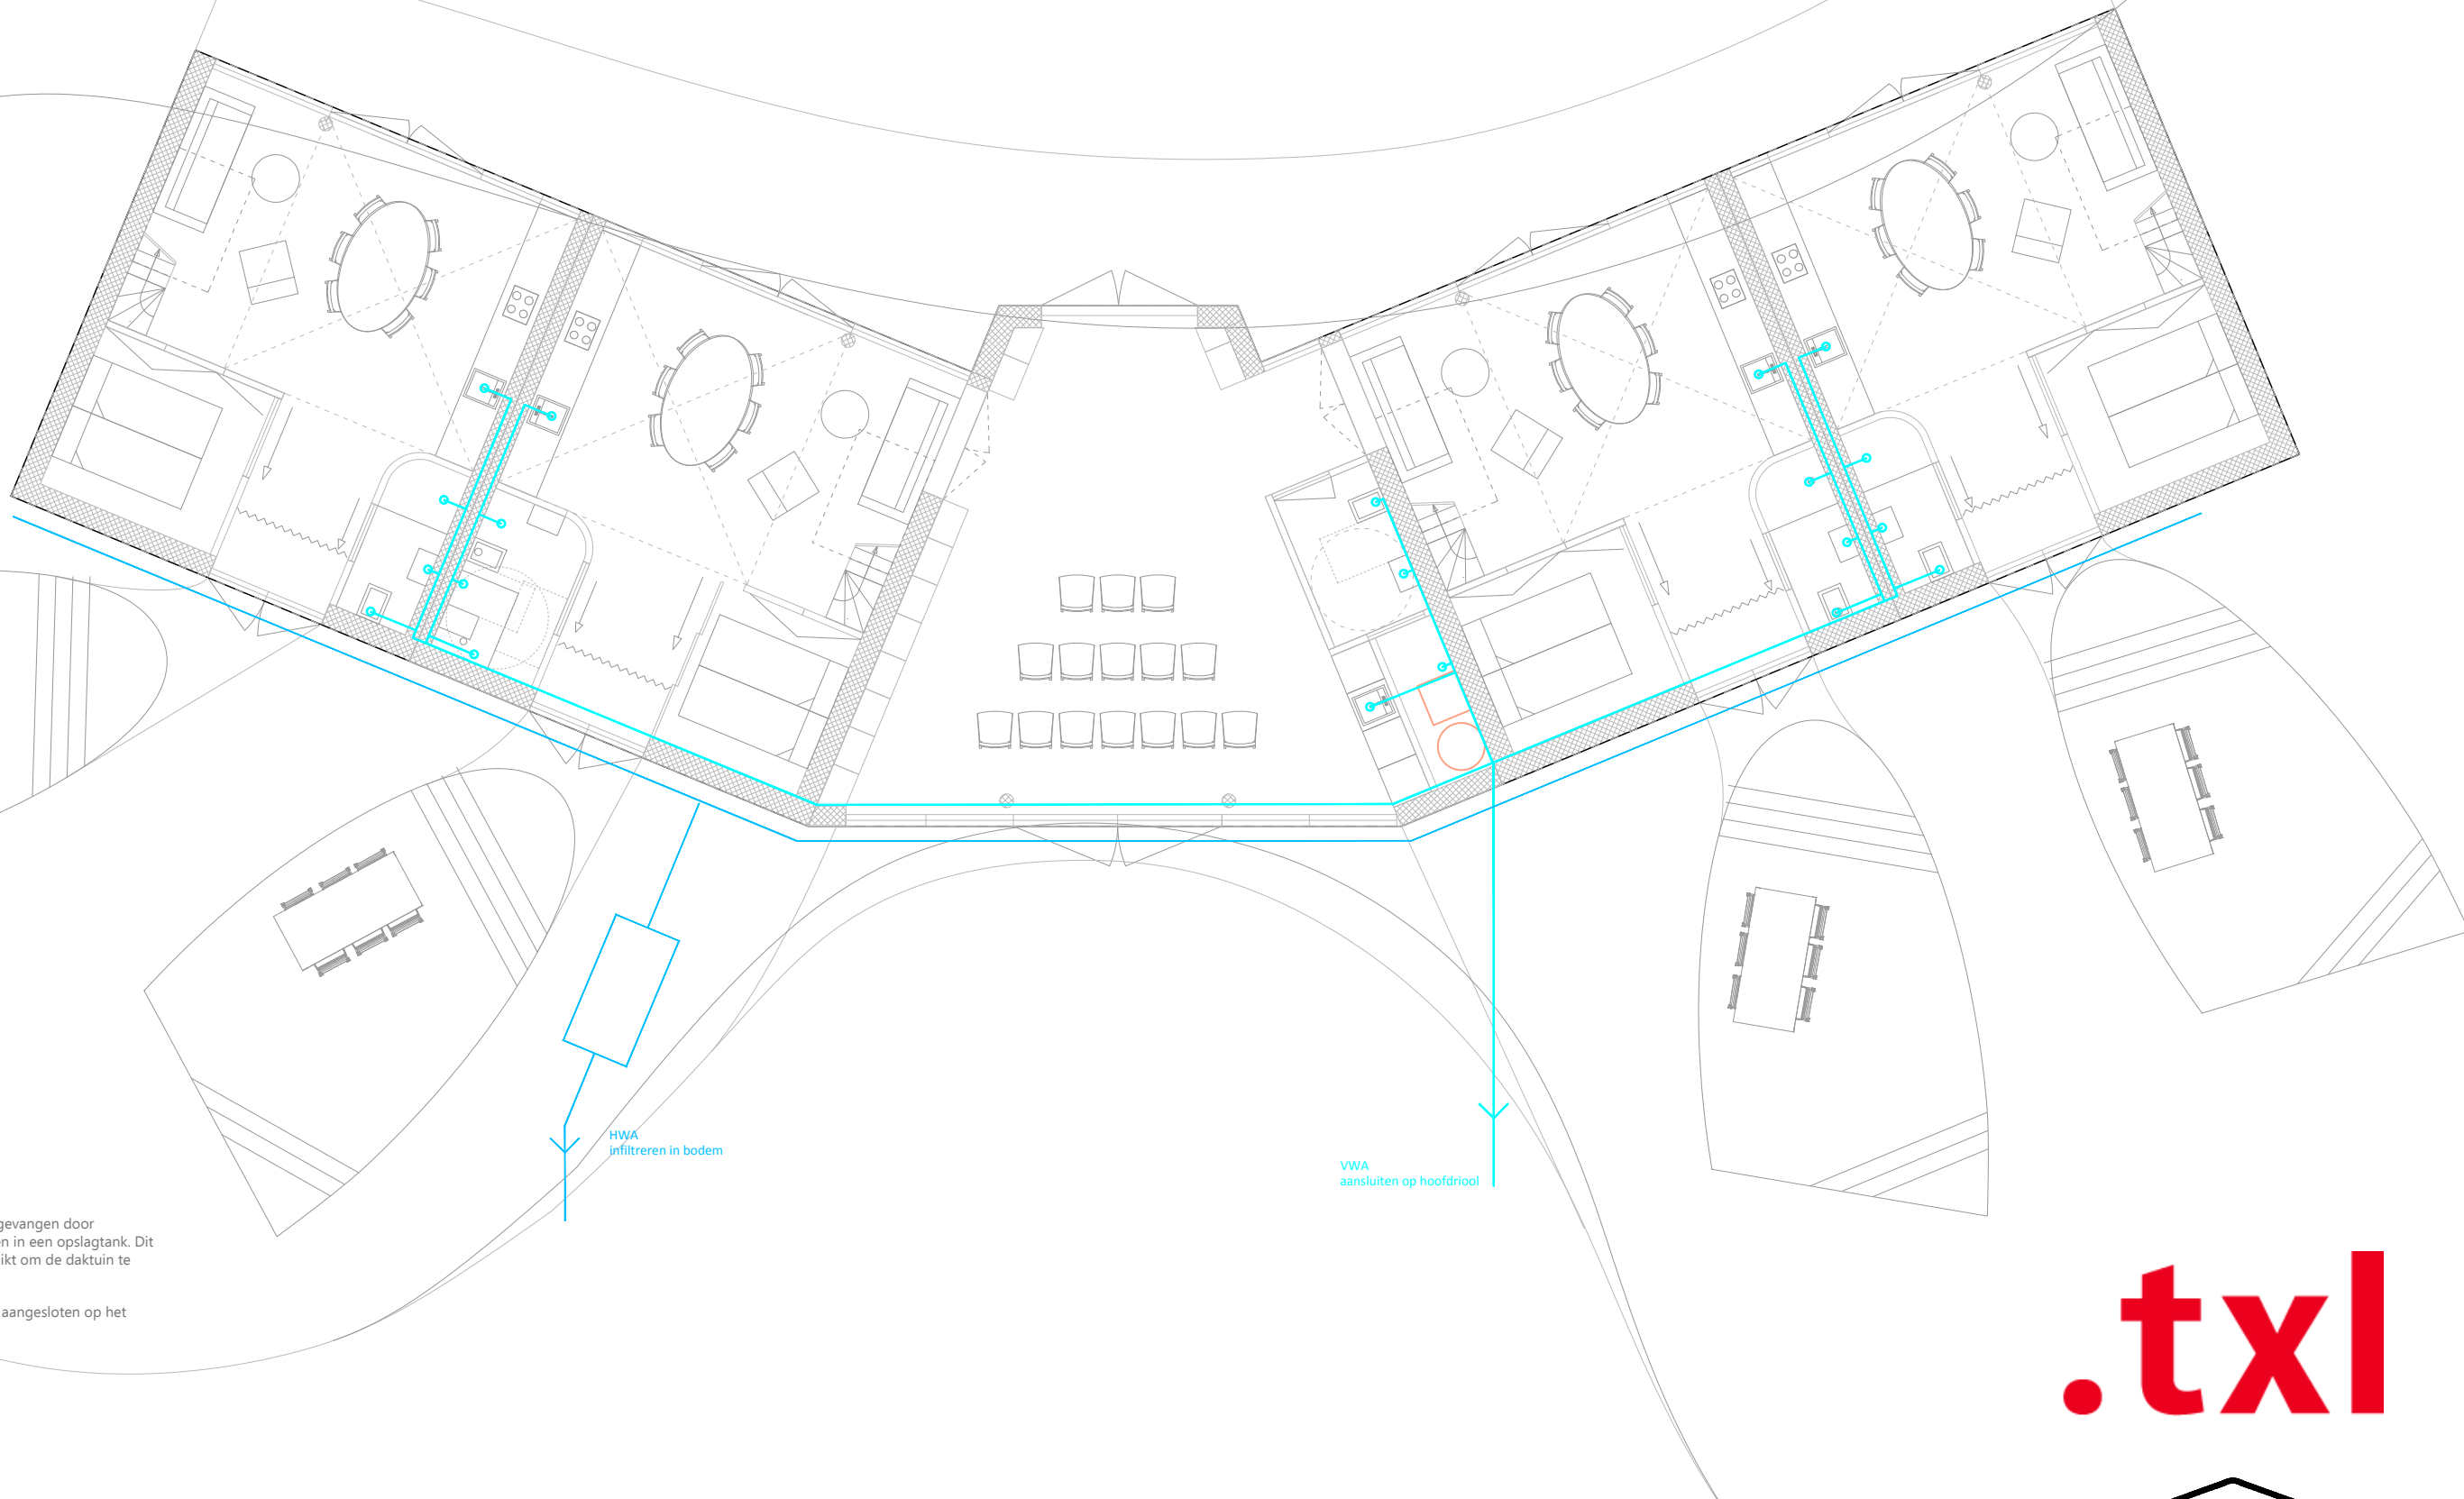 HWA
infiltreren in bodem
VWA
aansluiten op hoofdriool
gevangen door
en in een opslagtank. Dit
ikt om de daktuin te
aangesloten op het
.txl